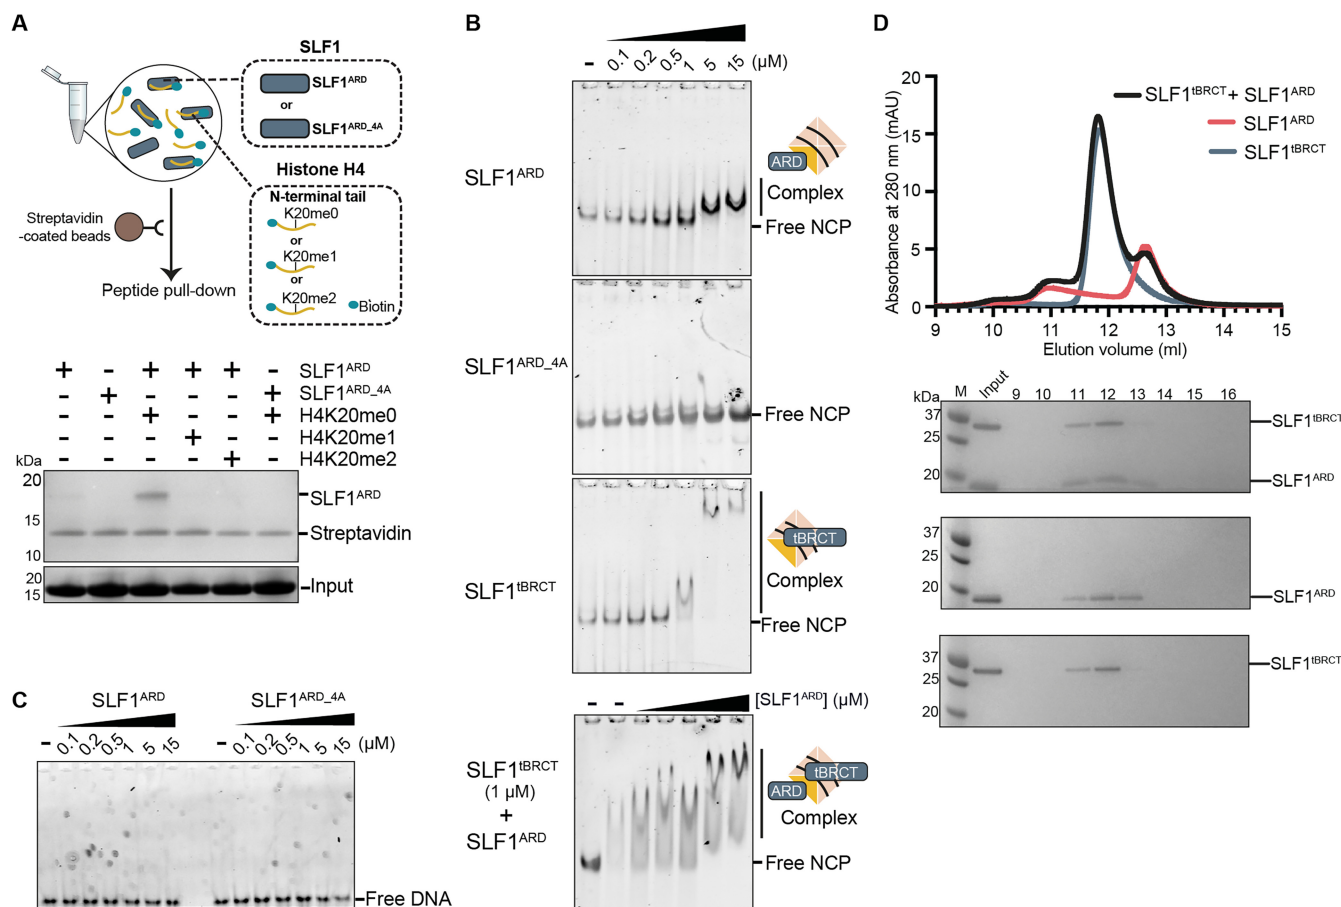 A
SLF1
SLF1ARD
or
SLF1ARD_4A
Histone H4
N-terminal tail
K20me0
or
K20me1
or
K20me2
Biotin
Streptavidin
-coated beads
Peptide pull-down
+ - + + + - SLF1ARD
- + - - - + SLF1ARD_4A
- - + - - + H4K20me0
- - - + - - H4K20me1
- - - - + - H4K20me2
kDa
20
15
10
SLF1ARD
Streptavidin
20
15
Input
B
- 0.1 0.2 0.5 1 5 15 (μM)
SLF1ARD
ARD
Complex
Free NCP
SLF1ARD_4A
Free NCP
SLF1tBRCT
tBRCT
Complex
Free NCP
- - [SLF1ARD] (μM)
SLF1tBRCT
(1 μM)
+
SLF1ARD
tBRCT
ARD
Complex
Free NCP
C
SLF1ARD SLF1ARD_4A
- 0.1 0.2 0.5 1 5 15 - 0.1 0.2 0.5 1 5 15 (μM)
Free DNA
D
Absorbance at 280 nm (mAU)
20
15
10
5
0
SLF1tBRCT + SLF1ARD
SLF1ARD
SLF1tBRCT
9 10 11 12 13 14 15
Elution volume (ml)
kDa M Input 9 10 11 12 13 14 15 16
37
25
20
SLF1tBRCT
SLF1ARD
37
25
20
SLF1ARD
37
25
20
SLF1tBRCT